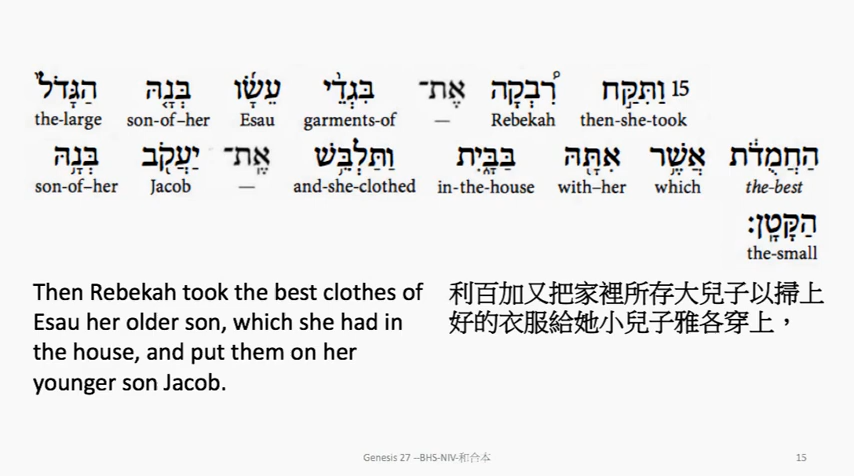 15 וַתִּקַּ֣ח רִ֠בְקָה אֶת־ בִּגְדֵ֨י עֵשָׂ֜ו בְּנָ֤הּ הַגָּדֹל֙
the-large son-of–her Esau garments-of — Rebekah then-she-took
הַחֲמֻדֹ֔ת אֲשֶׁ֥ר אִתָּ֖הּ בַּבָּ֑יִת וַתַּלְבֵּ֥שׁ אֶֽת־ יַעֲקֹ֖ב בְּנָ֥הּ
son-of–her Jacob — and-she-clothed in-the-house with–her which the-best
הַקָּטָֽן׃
the-small
Then Rebekah took the best clothes of
Esau her older son, which she had in
the house, and put them on her
younger son Jacob.
利百加又把家裡所存大兒子以掃上
好的衣服給她小兒子雅各穿上，
Genesis 27 --BHS-NIV-和合本
15